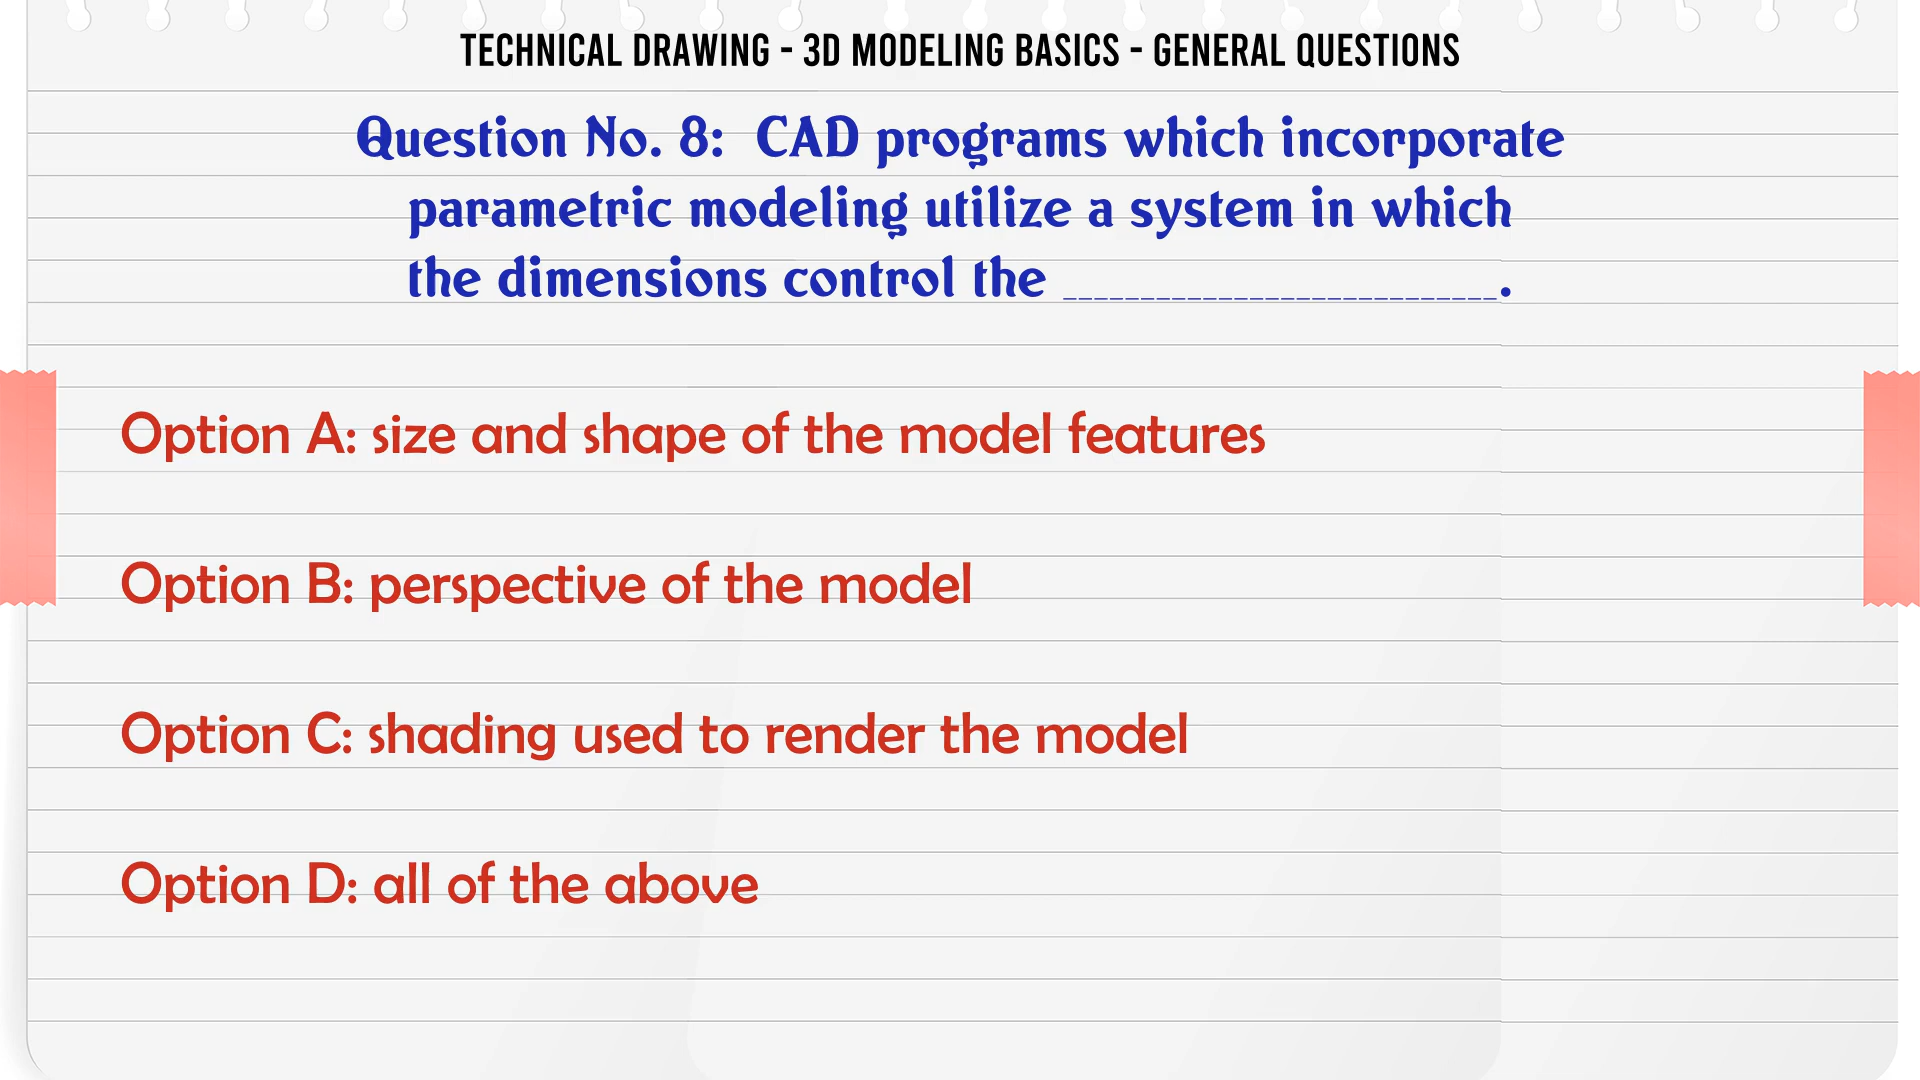 TECHNICAL DRAWING - 3D MODELING BASICS - GENERAL QUESTIONS
Question No. 8: CAD programs which incorporate
parametric modeling utilize a system in which
the dimensions control the ____________________________.
Option A: size and shape of the model features
Option B: perspective of the model
Option C: shading used to render the model
Option D: all of the above